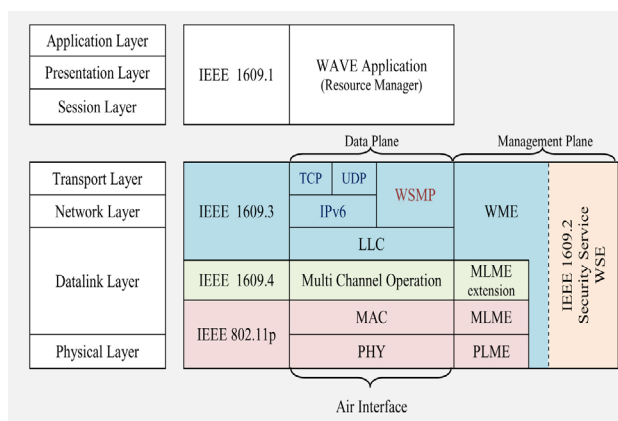 Application Layer
Presentation Layer
Session Layer
IEEE 1609.1
WAVE Application
(Resource Manager)
Data Plane
Management Plane
Transport Layer
Network Layer
Datalink Layer
Physical Layer
IEEE 1609.3
TCP
UDP
WSMP
IPv6
LLC
WME
IEEE 1609.4
Multi Channel Operation
MLME
extension
IEEE 802.11p
MAC
MLME
PHY
PLME
IEEE 1609.2
Security Service
WSE
Air Interface